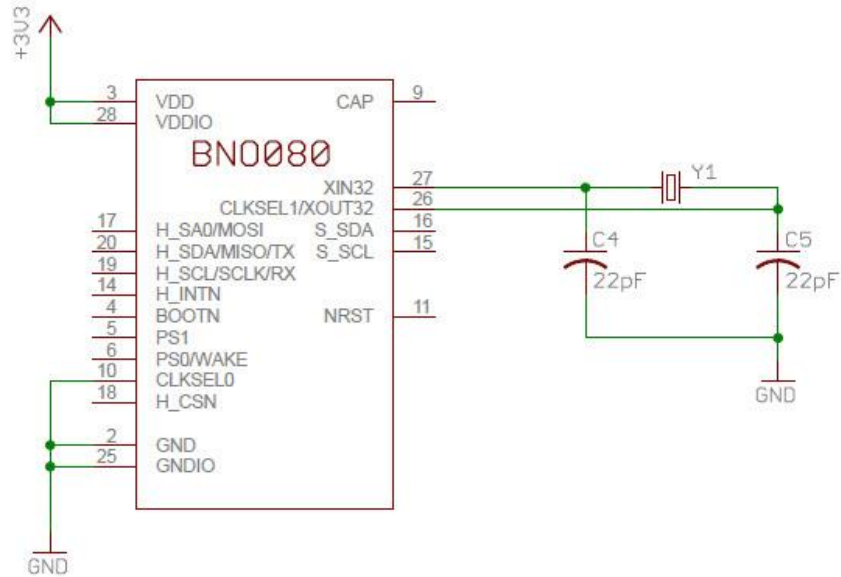 +3V3
3 VDD CAP 9
28 VDDIO
BNO080
XIN32 27 Y1
CLKSEL1/XOUT32 26
17 H_SA0/MOSI S_SDA 16
20 H_SDA/MISO/TX S_SCL 15
C4 C5
19 H_SCL/SCLK/RX
22pF 22pF
14 H_INTN
4 BOOTN NRST 11
5 PS1
6 PS0/WAKE
10 CLKSEL0
GND
18 H_CSN
2 GND
25 GNDIO
GND